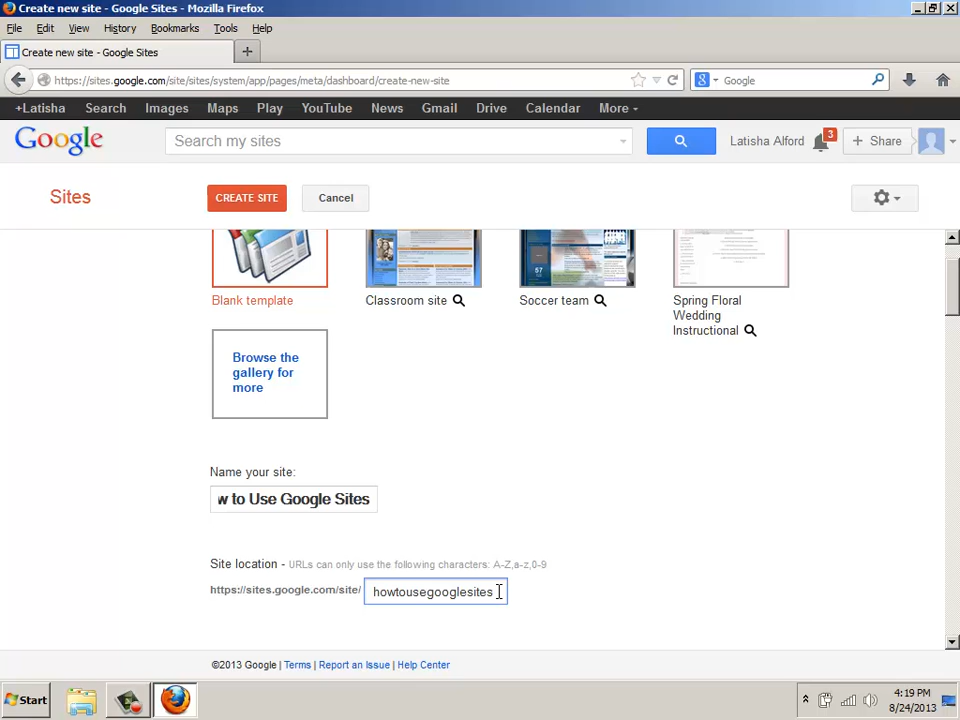 Create new site - Google Sites - Mozilla Firefox
File Edit View History Bookmarks Tools Help
Create new site - Google Sites
https://sites.google.com/site/sites/system/app/pages/meta/dashboard/create-new-site
Google
+Latisha Search Images Maps Play YouTube News Gmail Drive Calendar More
Google Search my sites Latisha Alford 3 + Share
Sites CREATE SITE Cancel
57
Blank template Classroom site Soccer team Spring Floral
Wedding
Instructional
Browse the
gallery for
more
Name your site:
w to Use Google Sites
Site location - URLs can only use the following characters: A-Z,a-z,0-9
https://sites.google.com/site/ howtousegooglesites
©2013 Google | Terms | Report an Issue | Help Center
Start 4:19 PM
8/24/2013